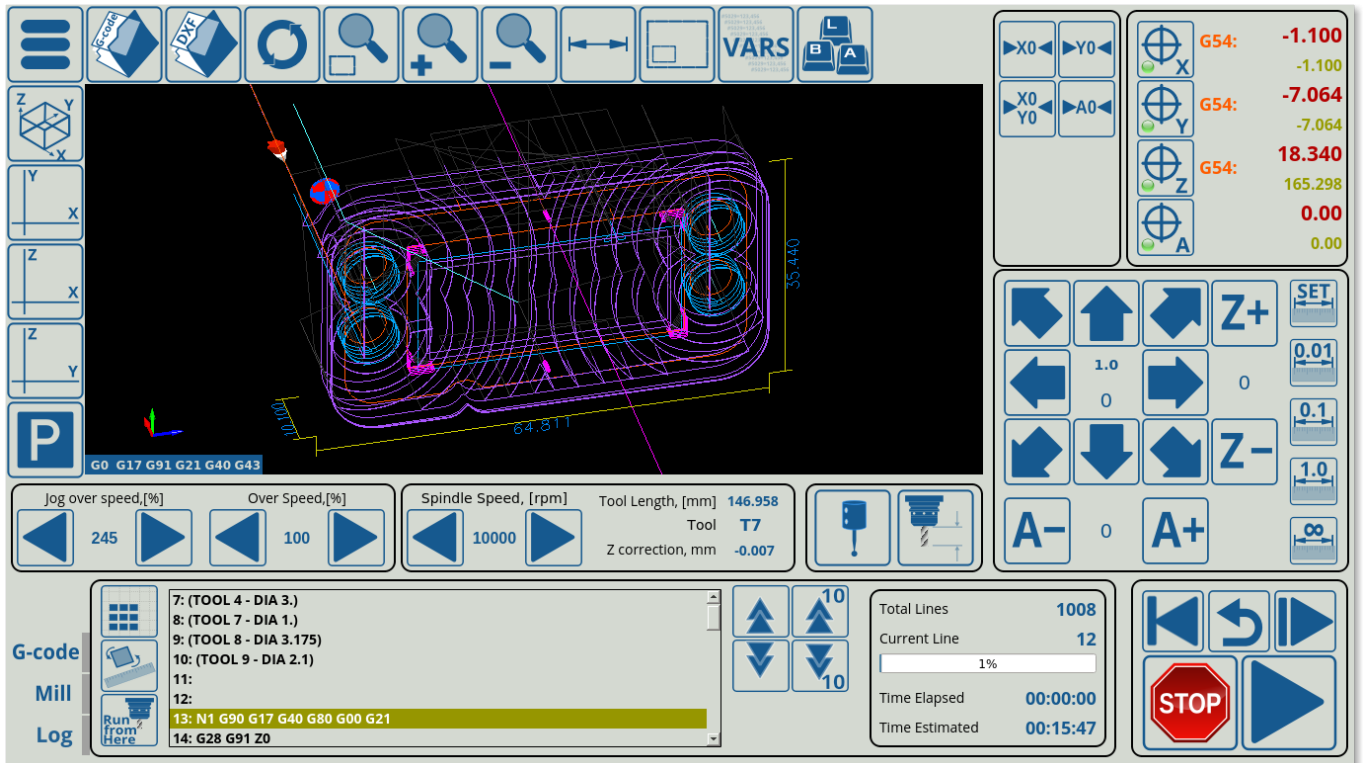 G-code
DXF
VARS
L
B
A
X0
Y0
X0
Y0
A0
X
G54:
-1.100
-1.100
Y
G54:
-7.064
-7.064
Z
G54:
18.340
165.298
A
0.00
0.00
Z
Y
X
Y
X
Z
X
Z
Y
P
35.440
64.811
G0 G17 G91 G21 G40 G43
Z+
SET
1.0
0
0
0.01
0.1
Z-
1.0
A-
0
A+
∞
Jog over speed,[%]
245
Over Speed,[%]
100
Spindle Speed, [rpm]
10000
Tool Length, [mm] 146.958
Tool T7
Z correction, mm -0.007
G-code
Mill
Log
Run
from
Here
7: (TOOL 4 - DIA 3.)
8: (TOOL 7 - DIA 1.)
9: (TOOL 8 - DIA 3.175)
10: (TOOL 9 - DIA 2.1)
11:
12:
13: N1 G90 G17 G40 G80 G00 G21
14: G28 G91 Z0
10
10
Total Lines 1008
Current Line 12
1%
Time Elapsed 00:00:00
Time Estimated 00:15:47
STOP